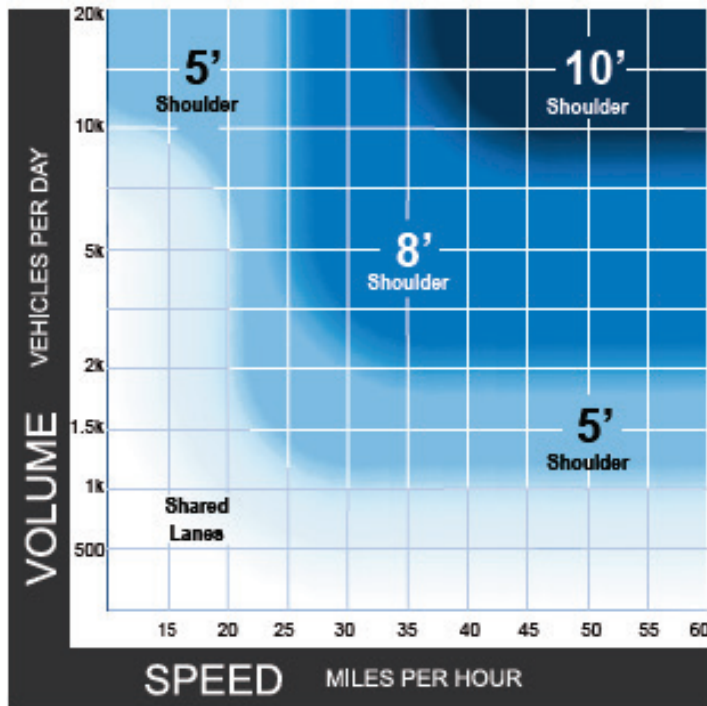 20k
10k
5k
2k
1.5k
1k
500
VOLUME VEHICLES PER DAY
5’
Shoulder
10’
Shoulder
8’
Shoulder
5’
Shoulder
Shared
Lanes
15 20 25 30 35 40 45 50 55 60
SPEED MILES PER HOUR